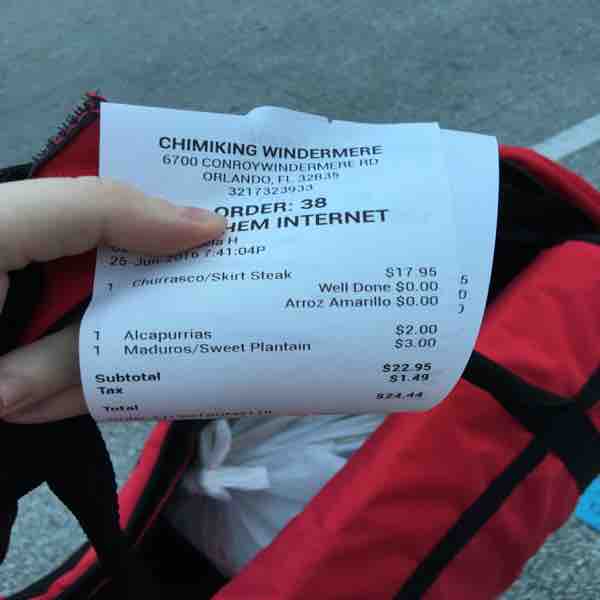 CHIMIKING WINDERMERE
6700 CONROYWINDERMERE RD
ORLANDO, FL 32835
3217323933
ORDER: 38
HEM INTERNET
H
25-Jun-2016 7:41:04P
1 Churrasco/Skirt Steak $17.95
Well Done $0.00
Arroz Amarillo $0.00
1 Alcapurrias $2.00
1 Maduros/Sweet Plantain $3.00
Subtotal $22.95
Tax $1.49
Total $24.44